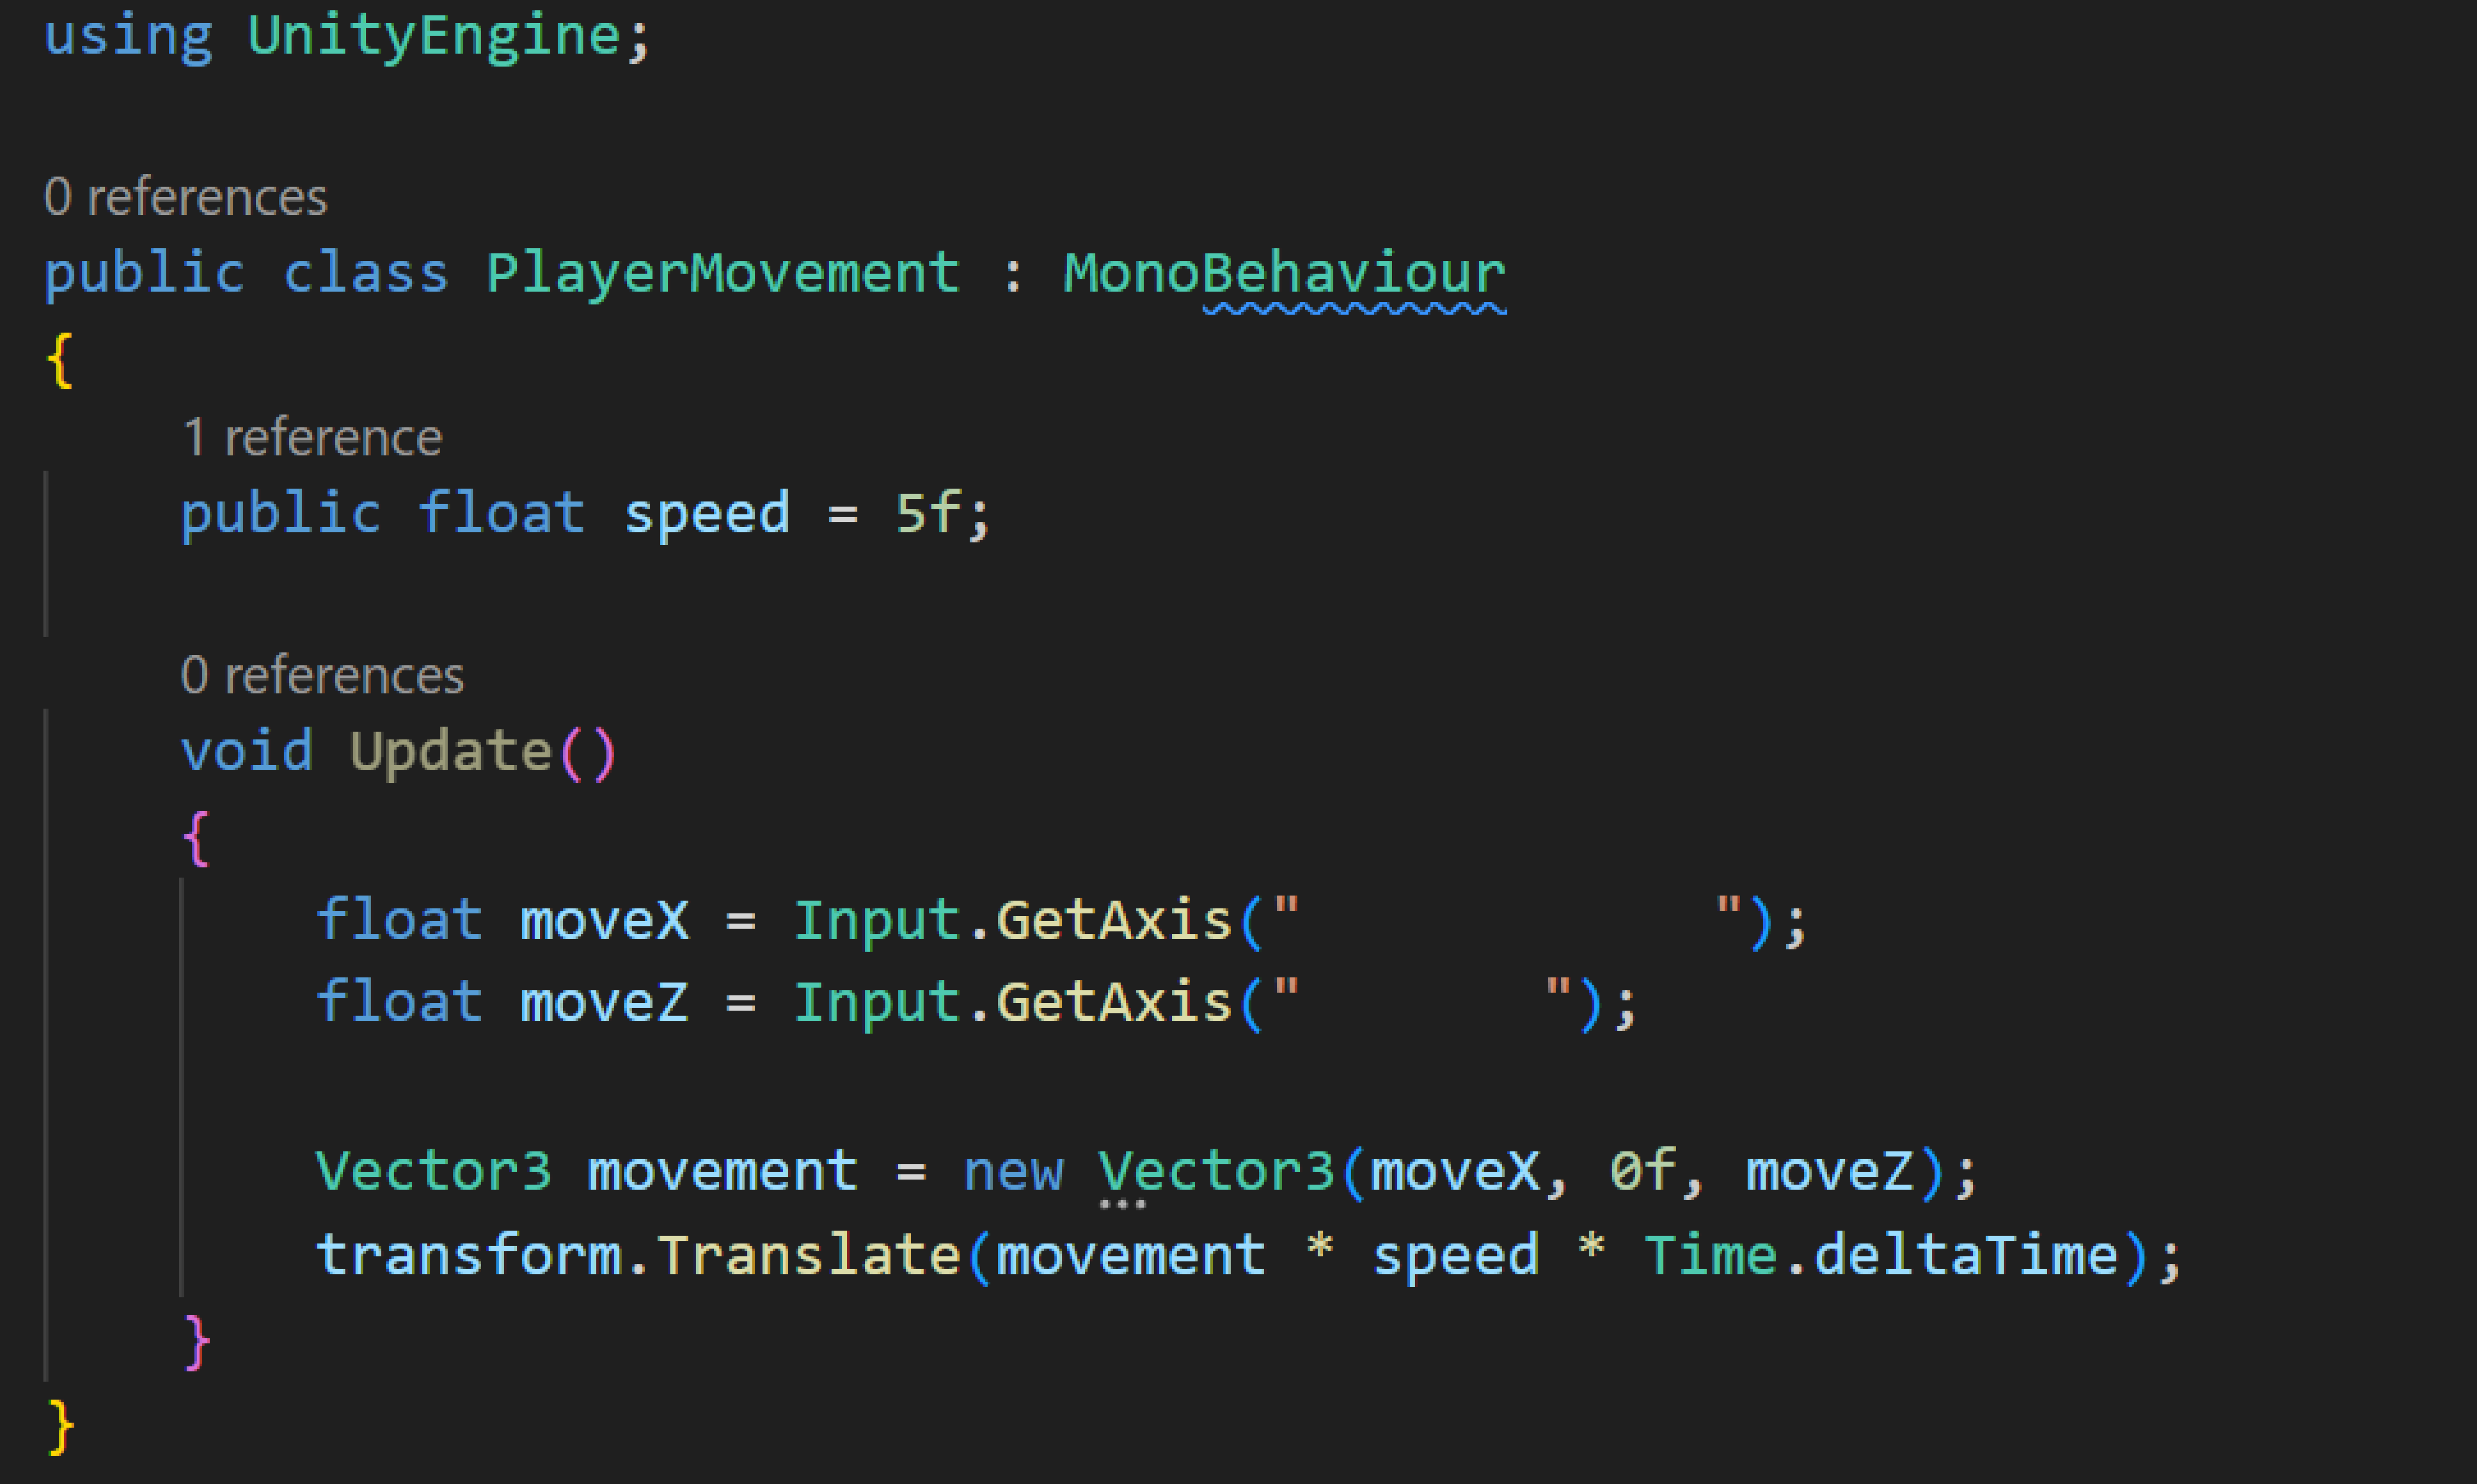 using UnityEngine;
0 references
public class PlayerMovement : MonoBehaviour
{
1 reference
public float speed = 5f;
0 references
void Update()
{
float moveX = Input.GetAxis("            ");
float moveZ = Input.GetAxis("       ");
Vector3 movement = new Vector3(moveX, 0f, moveZ);
transform.Translate(movement * speed * Time.deltaTime);
}
}